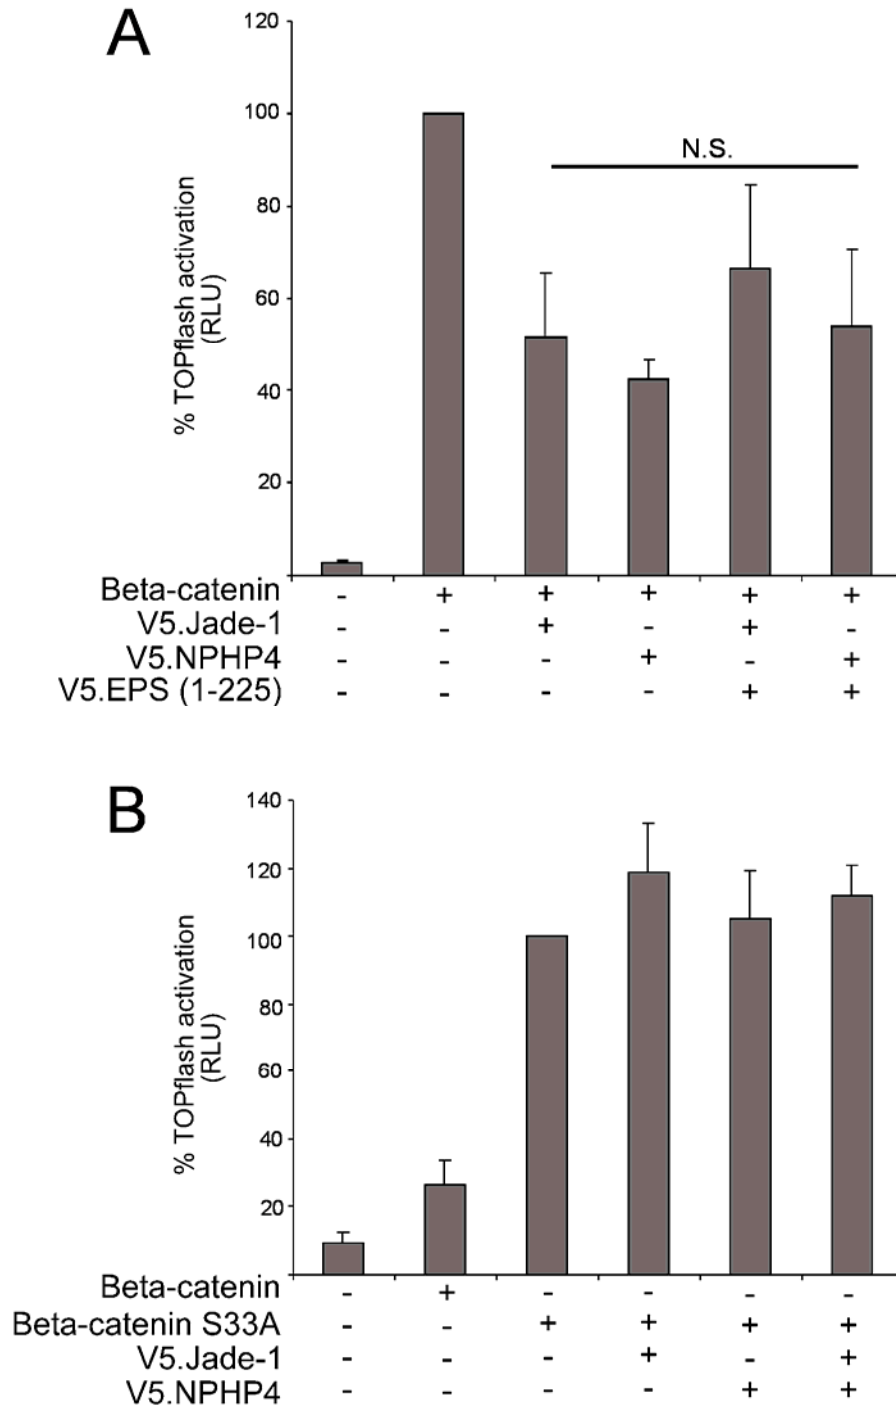 A
120
100
80
60
40
20
% TOPflash activation
(RLU)
N.S.
Beta-catenin - + + + + +
V5.Jade-1 - - + - + -
V5.NPHP4 - - - + - +
V5.EPS (1-225) - - - - + +
B
140
120
100
80
60
40
20
% TOPflash activation
(RLU)
Beta-catenin - + - - - -
Beta-catenin S33A - - + + + +
V5.Jade-1 - - - + - +
V5.NPHP4 - - - - + +